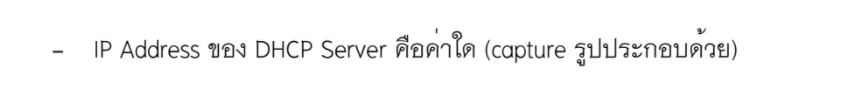 - IP Address ของ DHCP Server คือค่าใด (capture รูปประกอบด้วย)